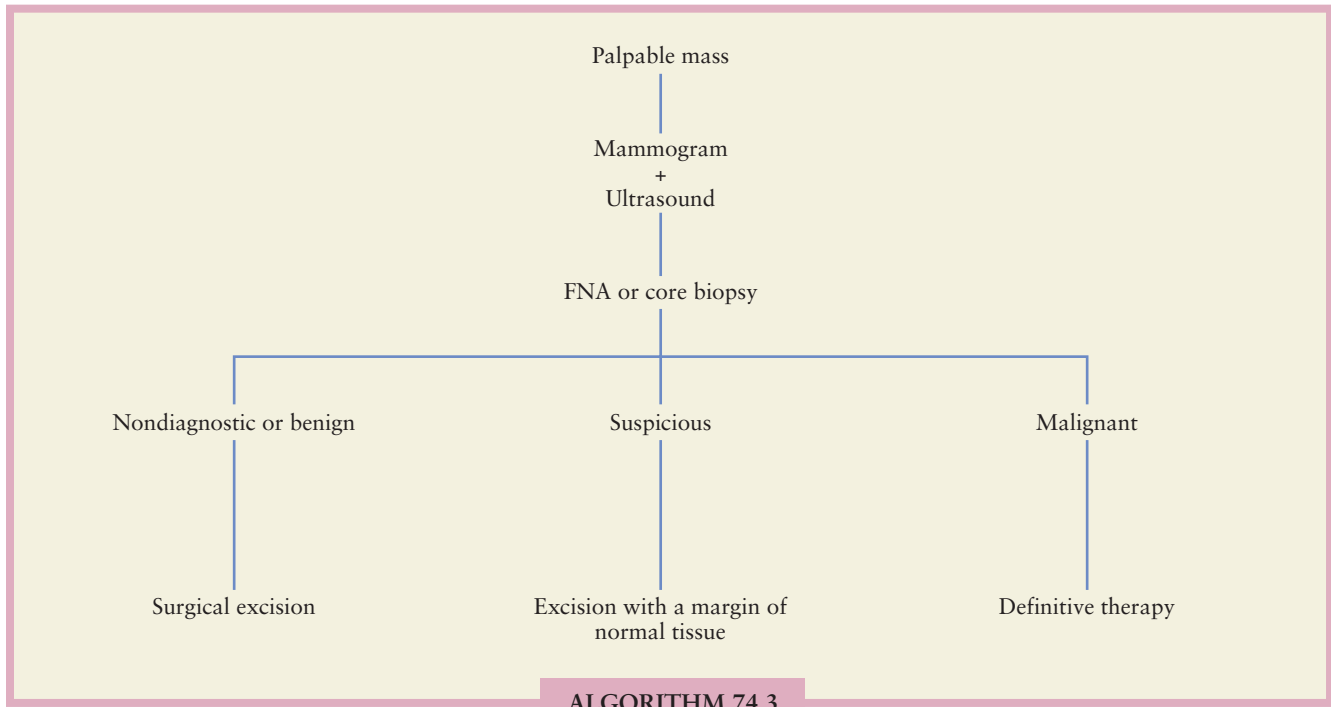 Palpable mass
Mammogram
+
Ultrasound
FNA or core biopsy
Nondiagnostic or benign
Suspicious
Malignant
Surgical excision
Excision with a margin of
normal tissue
Definitive therapy
ALGORITHM 74.3